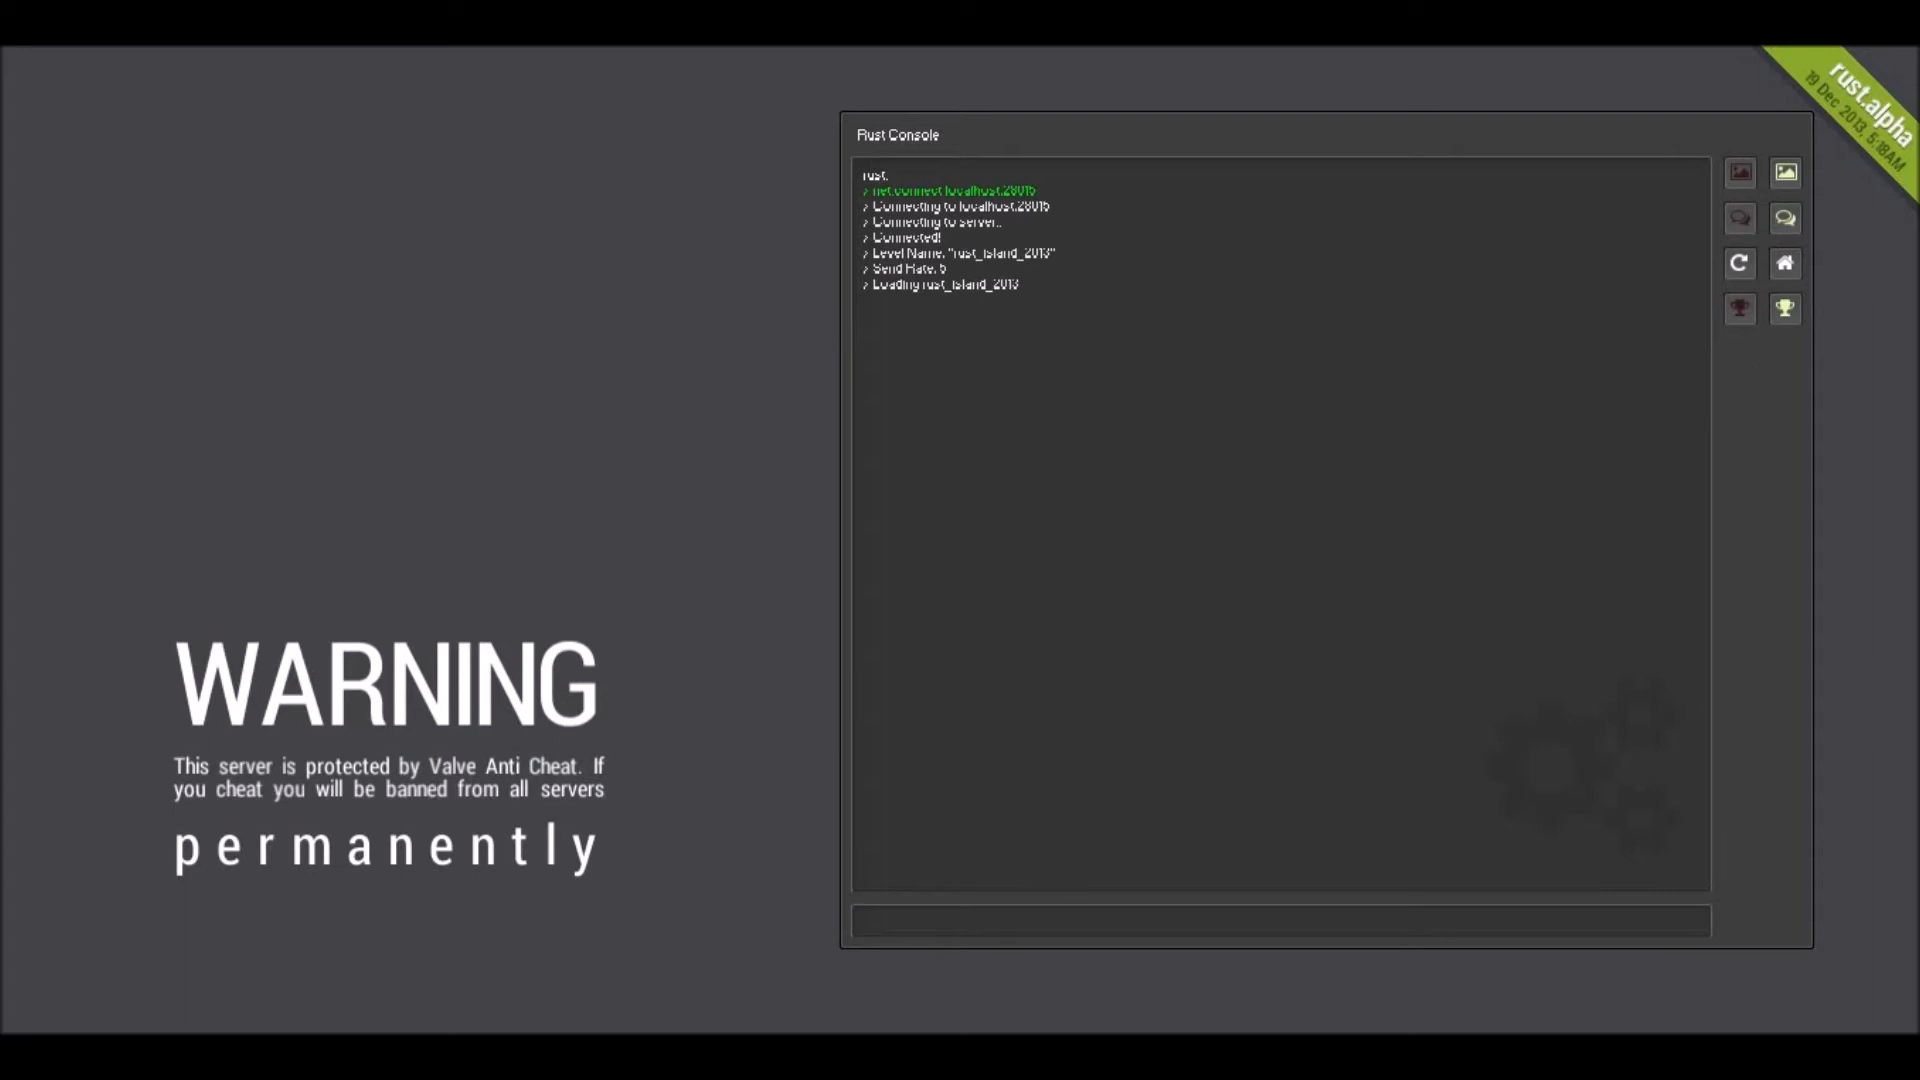 rust.alpha
19 Dec 2013, 5:18AM
Rust Console
rust.
> net.connect localhost:28015
> Connecting to localhost:28015
> Connecting to server..
> Connected!
> Level Name: "rust_island_2013"
> Send Rate: 5
> Loading rust_island_2013
WARNING
This server is protected by Valve Anti Cheat. If
you cheat you will be banned from all servers
permanently